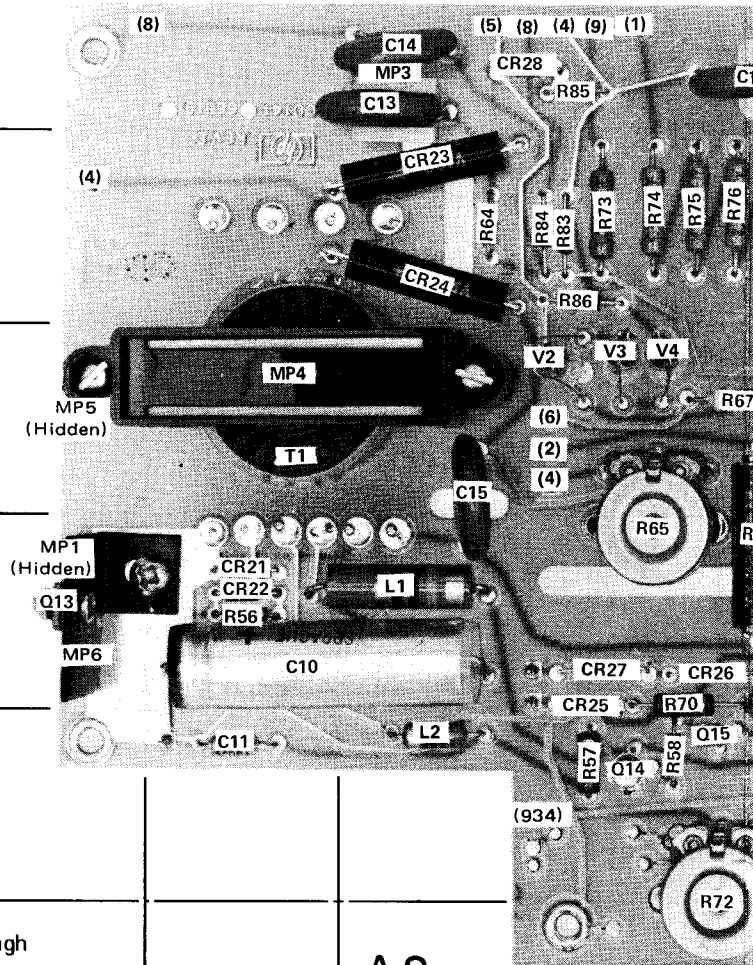 (8)
(5) (8) (4) (9) (1)
C14
CR28
MP3
R85
C13
CR23
(4)
R64
R84
R83
R73
R74
R75
R76
CR24
R86
MP4
V2
V3
V4
MP5
(Hidden)
R67
(6)
(2)
T1
(4)
C15
R65
MP1
(Hidden)
CR21
CR22
L1
Q13
R56
MP6
C10
CR27
CR26
CR25
R70
C11
L2
R57
Q14
R58
Q15
(934)
R72